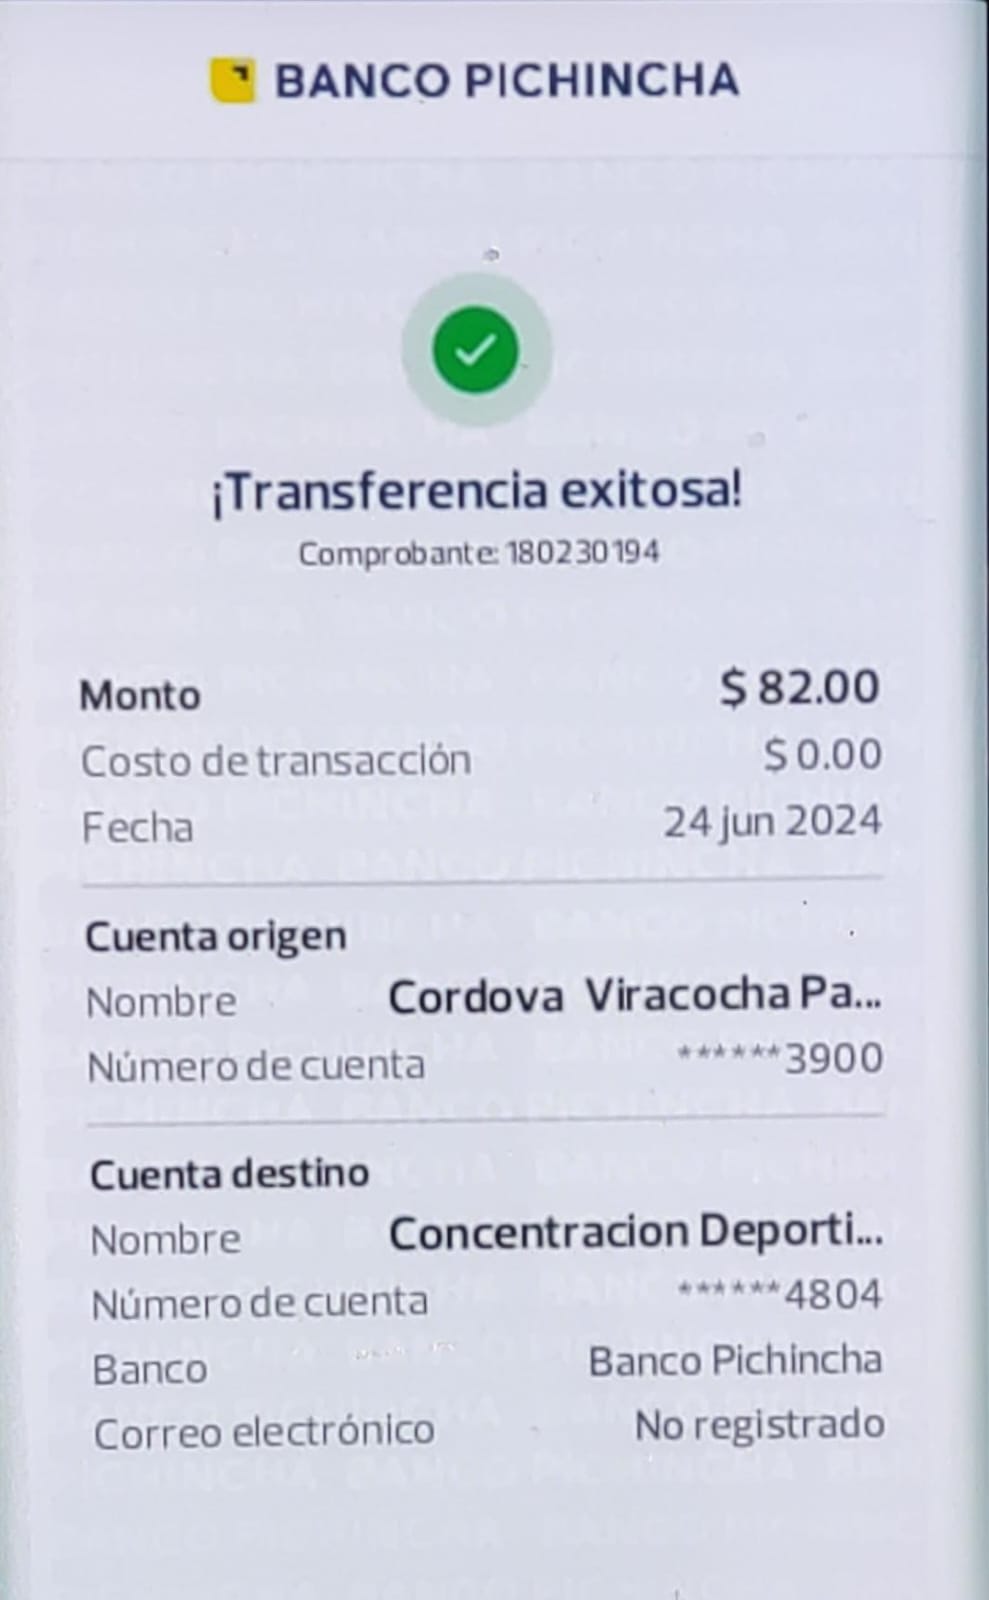 BANCO PICHINCHA
¡Transferencia exitosa!
Comprobante: 180230194
Monto $ 82.00
Costo de transacción $ 0.00
Fecha 24 jun 2024
Cuenta origen
Nombre Cordova Viracocha Pa...
Número de cuenta ******3900
Cuenta destino
Nombre Concentracion Deporti...
Número de cuenta ******4804
Banco Banco Pichincha
Correo electrónico No registrado